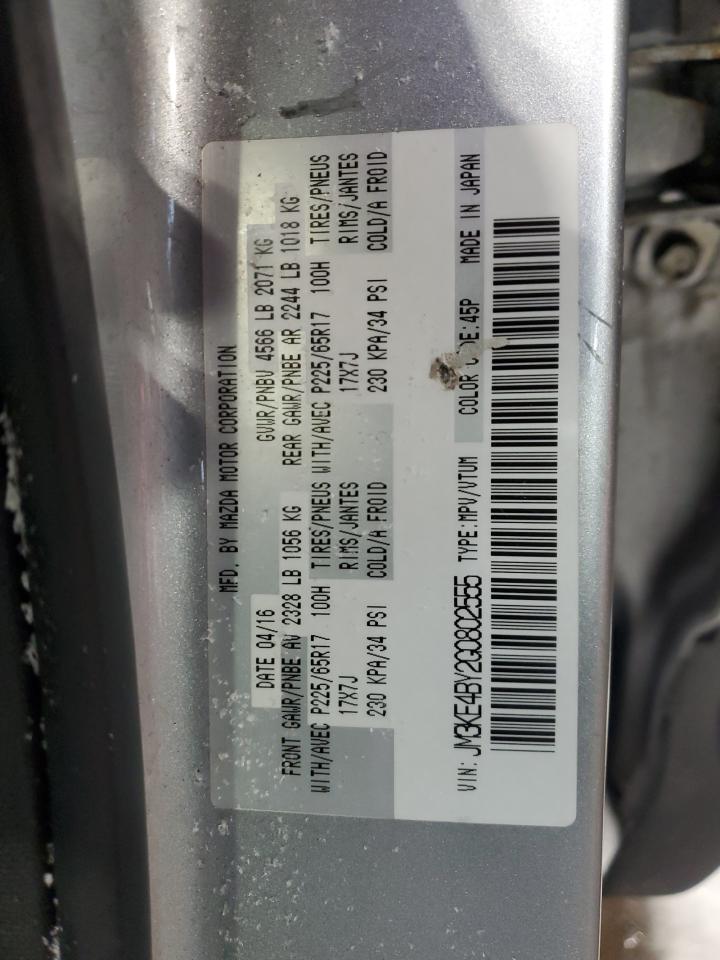 MFD. BY MAZDA MOTOR CORPORATION
DATE 04/16 GVWR/PNBV 4566 LB 2071 KG
FRONT GAWR/PNBE AV 2328 LB 1056 KG REAR GAWR/PNBE AR 2244 LB 1018 KG
WITH/AVEC P225/65R17 100H TIRES/PNEUS WITH/AVEC P225/65R17 100H TIRES/PNEUS
17X7J RIMS/JANTES 17X7J RIMS/JANTES
230 KPA/34 PSI COLD/A FROID 230 KPA/34 PSI COLD/A FROID
VIN: JM3KE4BY2G0802555 TYPE:MPV/VTUM COLOR :45P MADE IN JAPAN